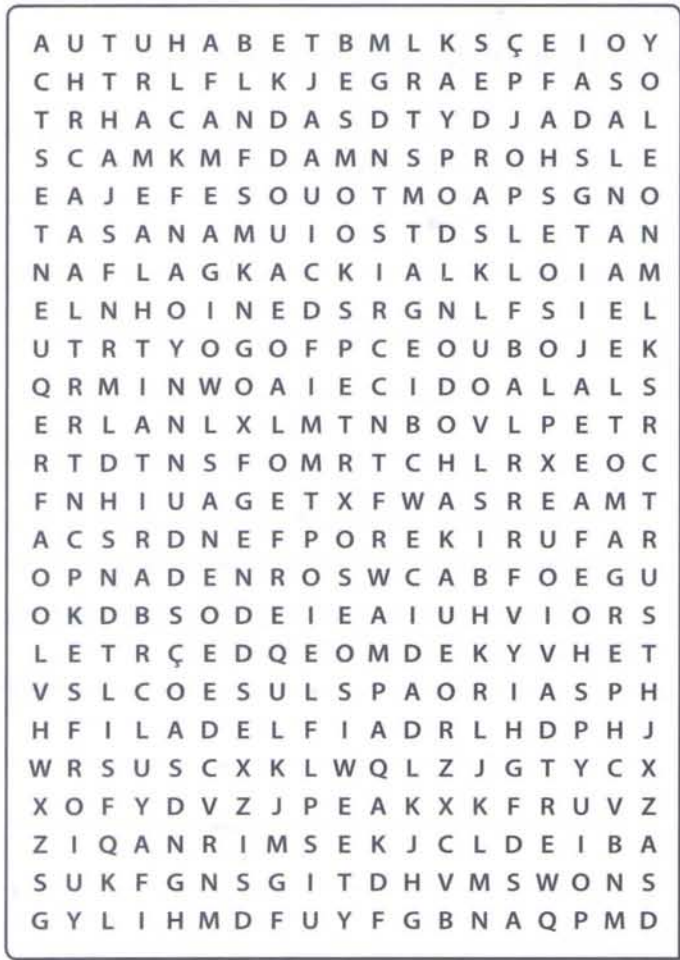 A U T U H A B E T B M L K S Ç E I O Y
C H T R L F L K J E G R A E P F A S O
T R H A C A N D A S D T Y D J A D A L
S C A M K M F D A M N S P R O H S L E
E A J E F E S O U O T M O A P S G N O
T A S A N A M U I O S T D S L E T A N
N A F L A G K A C K I A L K L O I A M
E L N H O I N E D S R G N L F S I E L
U T R T Y O G O F P C E O U B O J E K
Q R M I N W O A I E C I D O A L A L S
E R L A N L X L M T N B O V L P E T R
R T D T N S F O M R T C H L R X E O C
F N H I U A G E T X F W A S R E A M T
A C S R D N E F P O R E K I R U F A R
O P N A D E N R O S W C A B F O E G U
O K D B S O D E I E A I U H V I O R S
L E T R Ç E D Q E O M D E K Y V H E T
V S L C O E S U L S P A O R I A S P H
H F I L A D E L F I A D R L H D P H J
W R S U S C X K L W Q L Z J G T Y C X
X O F Y D V Z J P E A K X K F R U V Z
Z I Q A N R I M S E K J C L D E I B A
S U K F G N S G I T D H V M S W O N S
G Y L I H M D F U Y F G B N A Q P M D